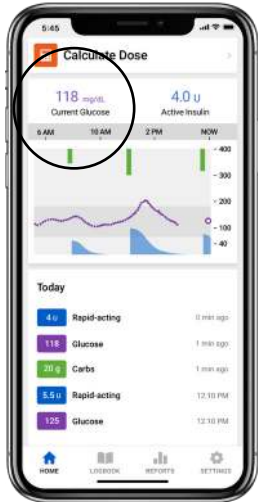 5:45
Calculate Dose
118 mg/dL 4.0 U
Current Glucose Active Insulin
6 AM 10 AM 2 PM NOW
400
300
200
100
40
Today
4 u Rapid-acting 0 min ago
118 Glucose 1 min ago
20 g Carbs 1 min ago
5.5 u Rapid-acting 12:10 PM
125 Glucose 12:10 PM
HOME LOGBOOK REPORTS SETTINGS